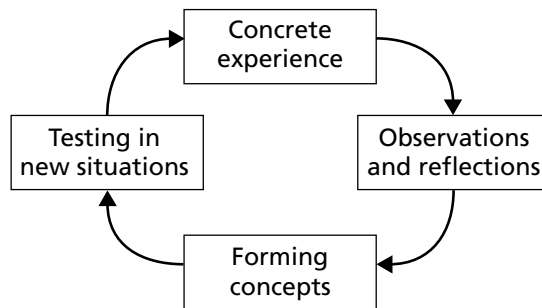 Concrete
experience
Observations
and reflections
Forming
concepts
Testing in
new situations